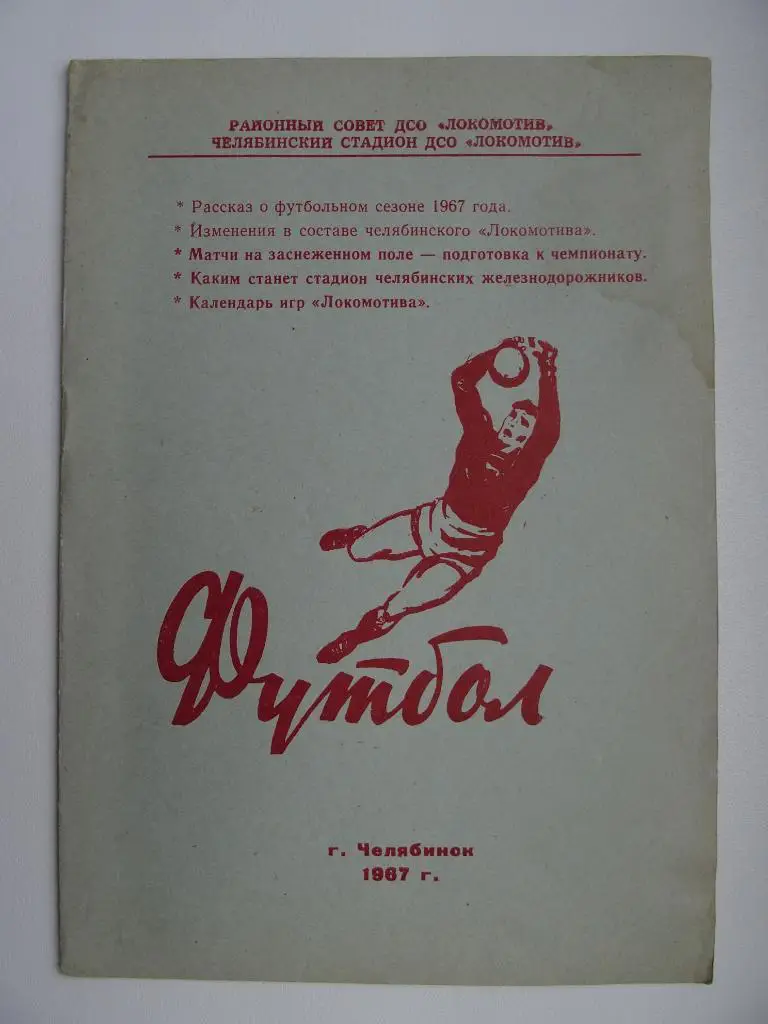 РАЙОННЫЙ СОВЕТ ДСО «ЛОКОМОТИВ»
ЧЕЛЯБИНСКИЙ СТАДИОН ДСО «ЛОКОМОТИВ»
* Рассказ о футбольном сезоне 1967 года.
* Изменения в составе челябинского «Локомотива».
* Матчи на заснеженном поле — подготовка к чемпионату.
* Каким станет стадион челябинских железнодорожников.
* Календарь игр «Локомотива».
Футбол
г. Челябинск
1967 г.